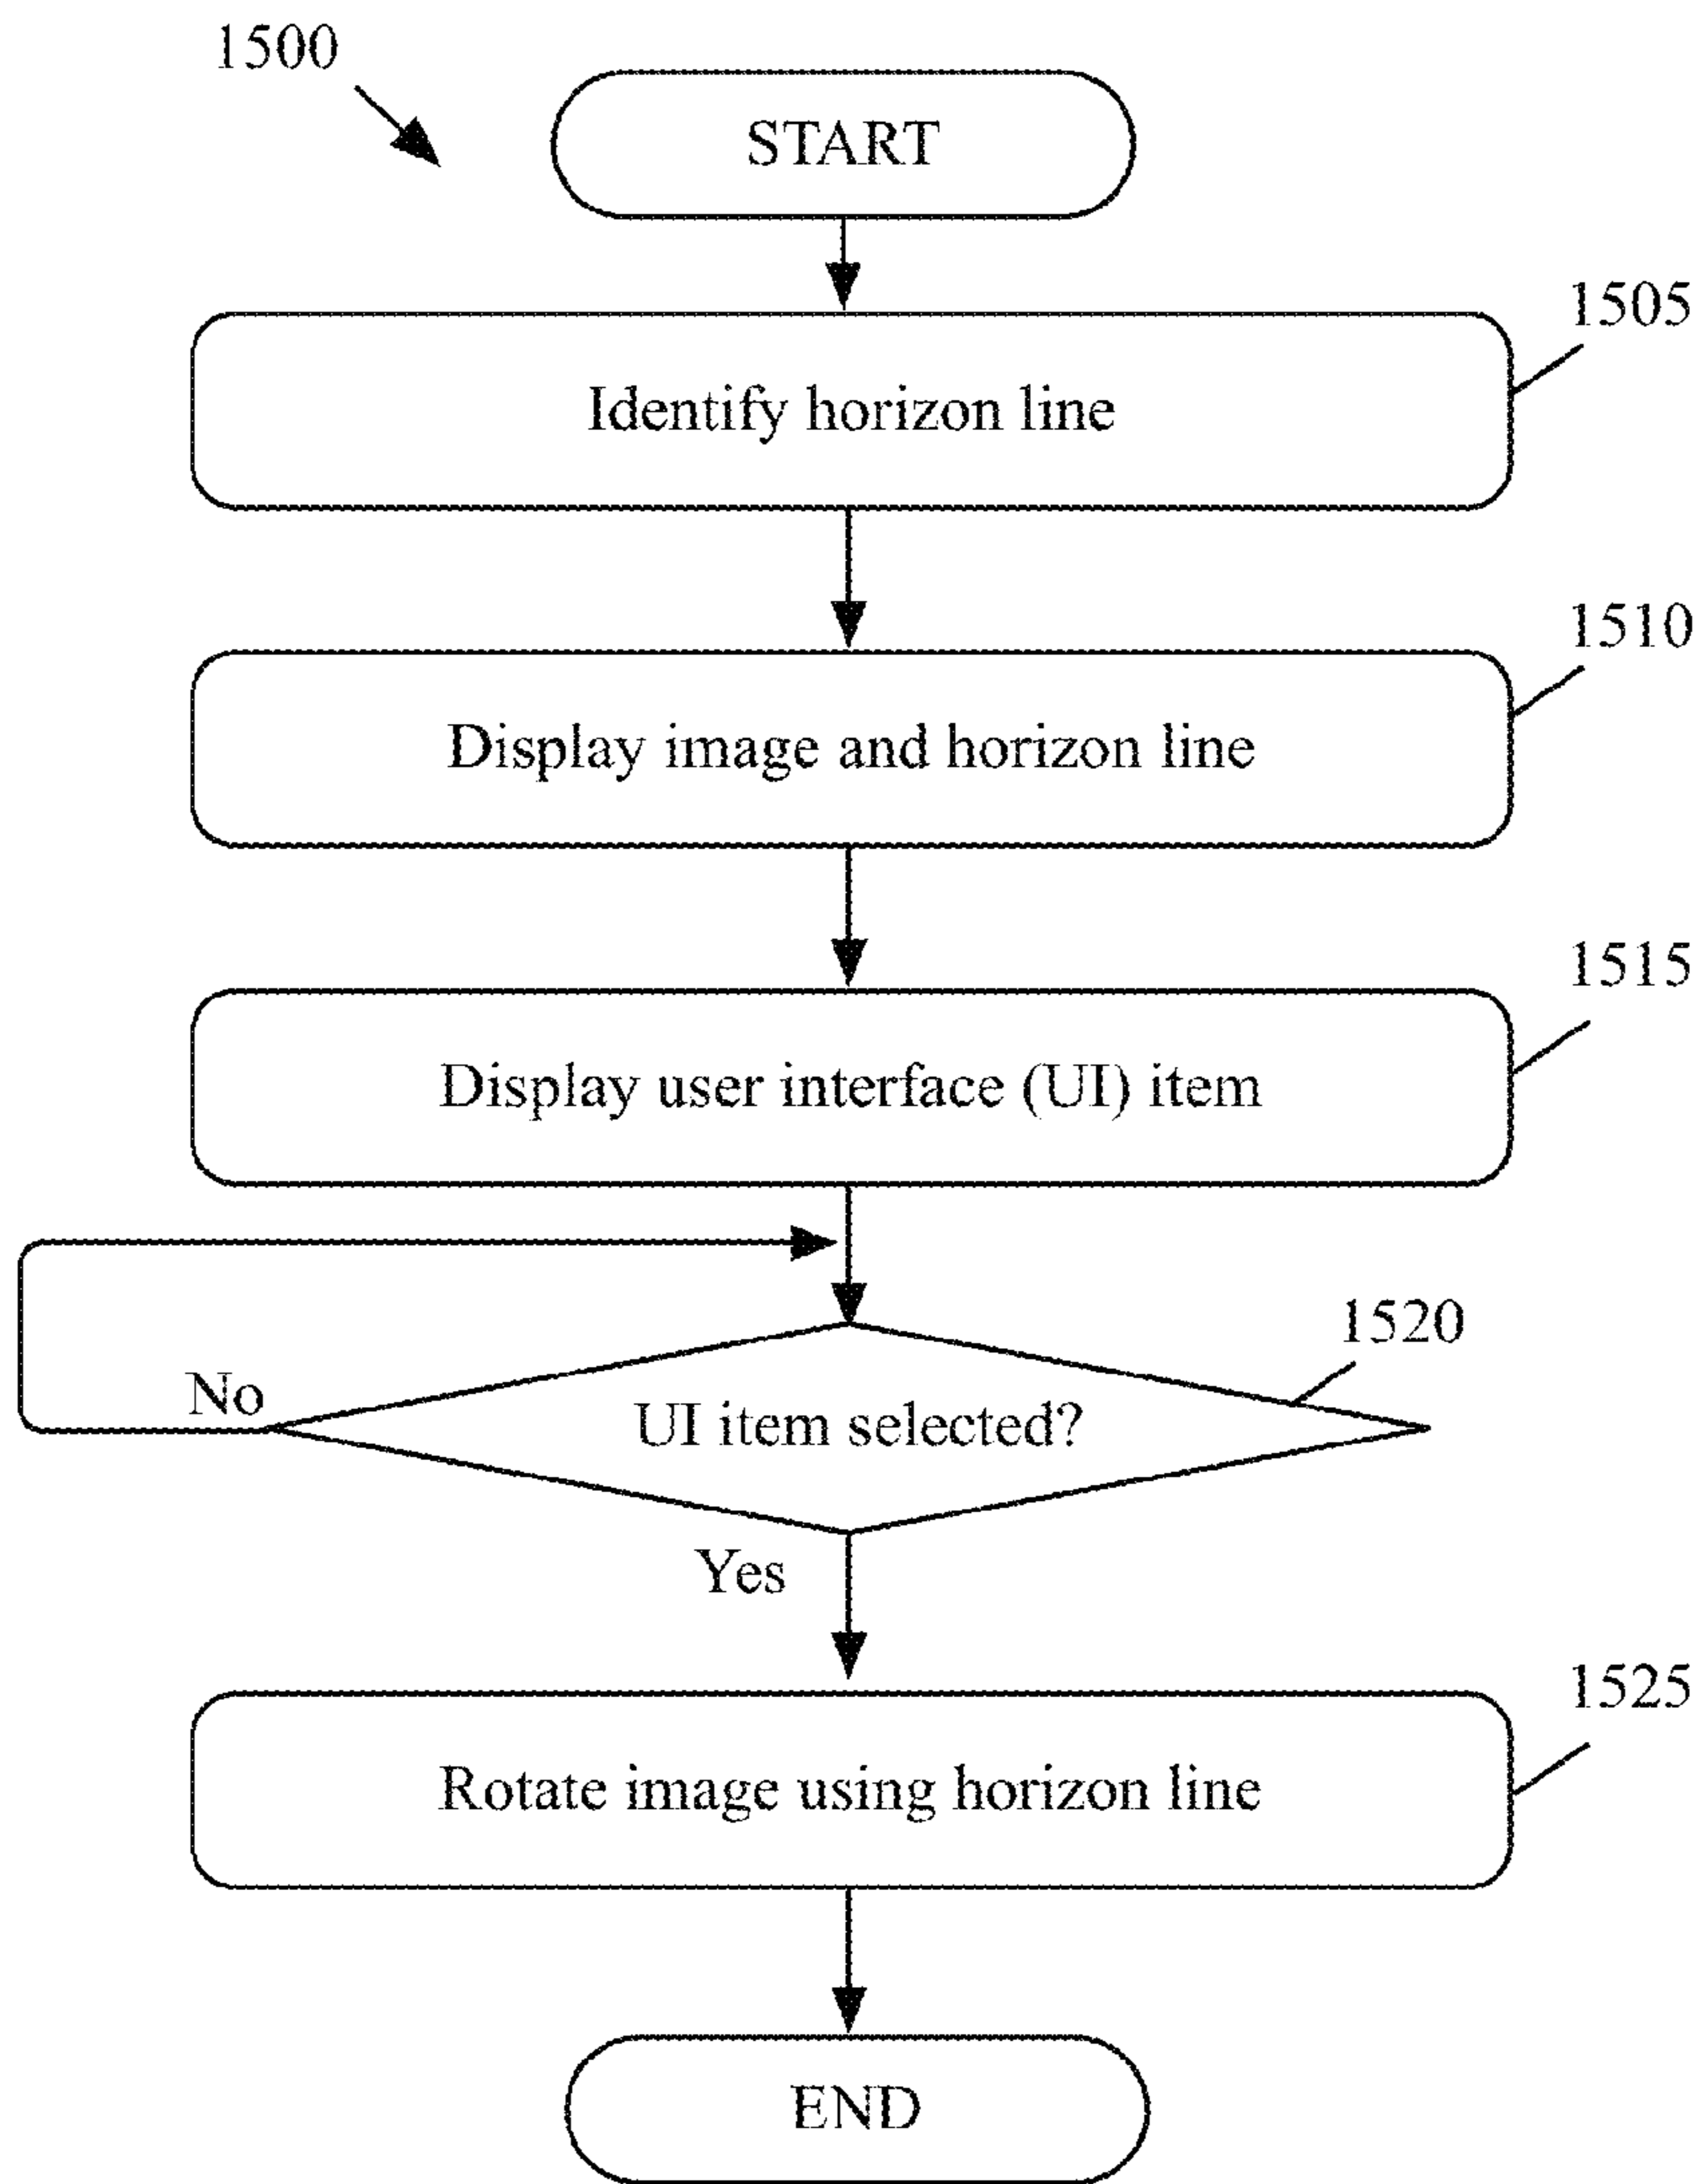 1500
START
1505
Identify horizon line
1510
Display image and horizon line
1515
Display user interface (UI) item
1520
No
UI item selected?
Yes
1525
Rotate image using horizon line
END